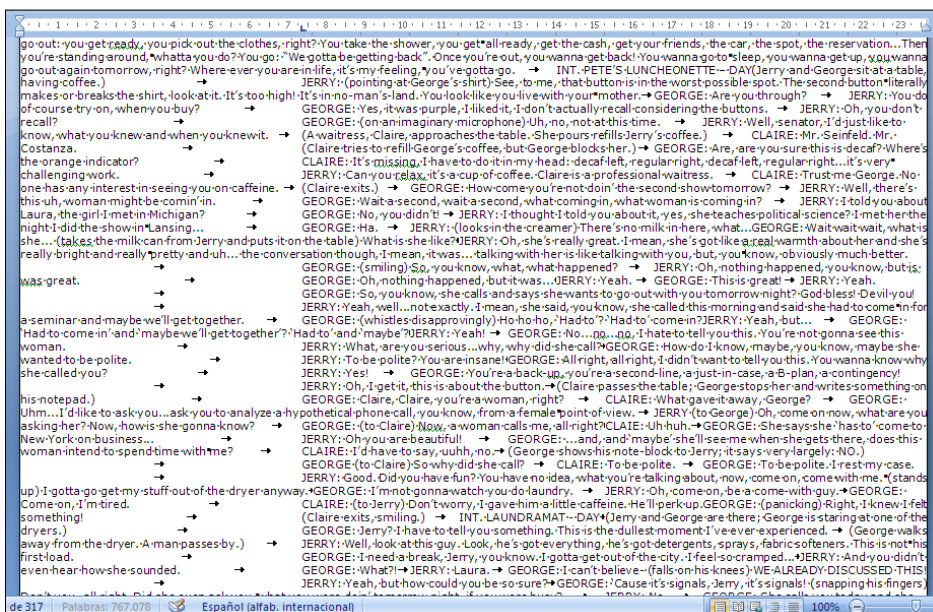 1 2 3 4 5 6 7 8 9 10 11 12 13 14 15 16 17 18 19 20 21 22 23
go out: you get ready, you pick out the clothes, right? You take the shower, you get all ready, get the cash, get your friends, the car, the spot, the reservation...Then
you're standing around, whatta you do? You go: "We gotta be getting back". Once you're out, you wanna get back! You wanna go to sleep, you wanna get up, you wanna
go out again tomorrow, right? Where ever you are in life, it's my feeling, you've gotta go. → INT. PETE'S LUNCHEONETTE - DAY(Jerry and George sit at a table,
having coffee.) JERRY: (pointing at George's shirt) See, to me, that button is in the worst possible spot. The second button literally
makes or breaks the shirt, look at it. It's too high! It's in no-man's-land. You look like you live with your mother.→ GEORGE: Are you through? → JERRY: You do
of course try on, when you buy? → GEORGE: Yes, it was purple, I liked it, I don't actually recall considering the buttons. → JERRY: Oh, you don't
recall? → GEORGE: (on an imaginary microphone) Uh, no, not at this time. → JERRY: Well, senator, I'd just like to
know, what you knew and when you knew it. → (A waitress, Claire, approaches the table. She pours refills Jerry's coffee.) → CLAIRE: Mr. Seinfeld. Mr.
Costanza. → (Claire tries to refill George's coffee, but George blocks her.) → GEORGE: Are, are you sure this is decaf? Where's
the orange indicator? → CLAIRE: It's missing, I have to do it in my head: decaf left, regular right, decaf left, regular right...it's very
challenging work. → JERRY: Can you relax, it's a cup of coffee. Claire is a professional waitress. → CLAIRE: Trust me George. No
one has any interest in seeing you on caffeine. → (Claire exits.) → GEORGE: How come you're not doin' the second show tomorrow? → JERRY: Well, there's
this uh, woman might be comin' in. → GEORGE: Wait a second, wait a second, what coming in, what woman is coming in? → JERRY: I told you about
Laura, the girl I met in Michigan? → GEORGE: No, you didn't! → JERRY: I thought I told you about it, yes, she teaches political science? I met her the
night I did the show in Lansing... → GEORGE: Ha. → JERRY: (looks in the creamer) There's no milk in here, what...GEORGE: Wait wait wait, what is
she... (takes the milk can from Jerry and puts it on the table) What is she like? JERRY: Oh, she's really great. I mean, she's got like a real warmth about her and she's
really bright and really pretty and uh... the conversation though, I mean, it was... talking with her is like talking with you, but, you know, obviously much better.
→ GEORGE: (smiling) So, you know, what, what happened? → JERRY: Oh, nothing happened, you know, but is
was great. → GEORGE: Oh, nothing happened, but it was...JERRY: Yeah. → GEORGE: This is great! → JERRY: Yeah.
→ GEORGE: So, you know, she calls and says she wants to go out with you tomorrow night? God bless! Devil you!
→ JERRY: Yeah, well...not exactly. I mean, she said, you know, she called this morning and said she had to come in for
a seminar and maybe we'll get together. → GEORGE: (whistles disapprovingly) Ho ho ho, 'Had to'? 'Had to' come in? JERRY: Yeah, but... → GEORGE:
'Had to come in' and 'maybe we'll get together'? 'Had to' and 'maybe'? JERRY: Yeah! → GEORGE: No...no...no, I hate to tell you this. You're not gonna see this
woman. → JERRY: What, are you serious...why, why did she call?→GEORGE: How do I know, maybe, you know, maybe she
wanted to be polite. → JERRY: To be polite? You are insane! GEORGE: All right, all right, I didn't want to tell you this. You wanna know why
she called you? → JERRY: Yes! → GEORGE: You're a back-up, you're a second-line, a just-in-case, a B-plan, a contingency!
→ JERRY: Oh, I get it, this is about the button.→(Claire passes the table; George stops her and writes something on
his notepad.) → GEORGE: Claire, Claire, you're a woman, right? → CLAIRE: What gave it away, George? → GEORGE:
Uhm...I'd like to ask you...ask you to analyze a hypothetical phone call, you know, from a female point of view. → JERRY (to George) Oh, come on now, what are you
asking her? Now, how is she gonna know? → GEORGE: (to Claire) Now, a woman calls me, all right?CLAIE: Uh huh.→GEORGE: She says she 'has to' come to
New York on business... → JERRY: Oh you are beautiful! → GEORGE: ...and, and 'maybe' she'll see me when she gets there, does this
woman intend to spend time with me? → CLAIRE: I'd have to say, uuhh, no.→ (George shows his note-block to Jerry; it says very largely: NO.)
→ GEORGE (to Claire) So why did she call? → CLAIRE: To be polite. → GEORGE: To be polite. I rest my case.
→ JERRY: Good. Did you have fun? You have no idea, what you're talking about, now, come on, come with me. (stands
up) I gotta go get my stuff out of the dryer anyway. GEORGE: I'm not gonna watch you do laundry. → JERRY: Oh, come on, be a come-with guy.→GEORGE:
Come on, I'm tired. → CLAIRE: (to Jerry) Don't worry, I gave him a little caffeine. He'll perk up.GEORGE: (panicking) Right, I knew I felt
something! → (Claire exits, smiling.) → INT. LAUNDRAMAT - DAY(Jerry and George are there; George is staring at one of the
dryers.) → GEORGE: Jerry? I have to tell you something. This is the dullest moment I've ever experienced. → (George walks
away from the dryer. A man passes by.) → JERRY: Well, look at this guy. Look, he's got everything, he's got detergents, sprays, fabric softeners. This is not his
first load. → GEORGE: I need a break, Jerry, you know. I gotta get out of the city. I feel so cramped...→JERRY: And you didn't
even hear how she sounded. → GEORGE: What?!→JERRY: Laura.→ GEORGE: I can't believe (falls on his knees) WE ALREADY DISCUSSED THIS!
→ JERRY: Yeah, but how could you be so sure?→GEORGE: 'Cause it's signals, Jerry, it's signals! (snapping his fingers)
de 317 Palabras: 767.078 Español (alfab. internacional) 100%